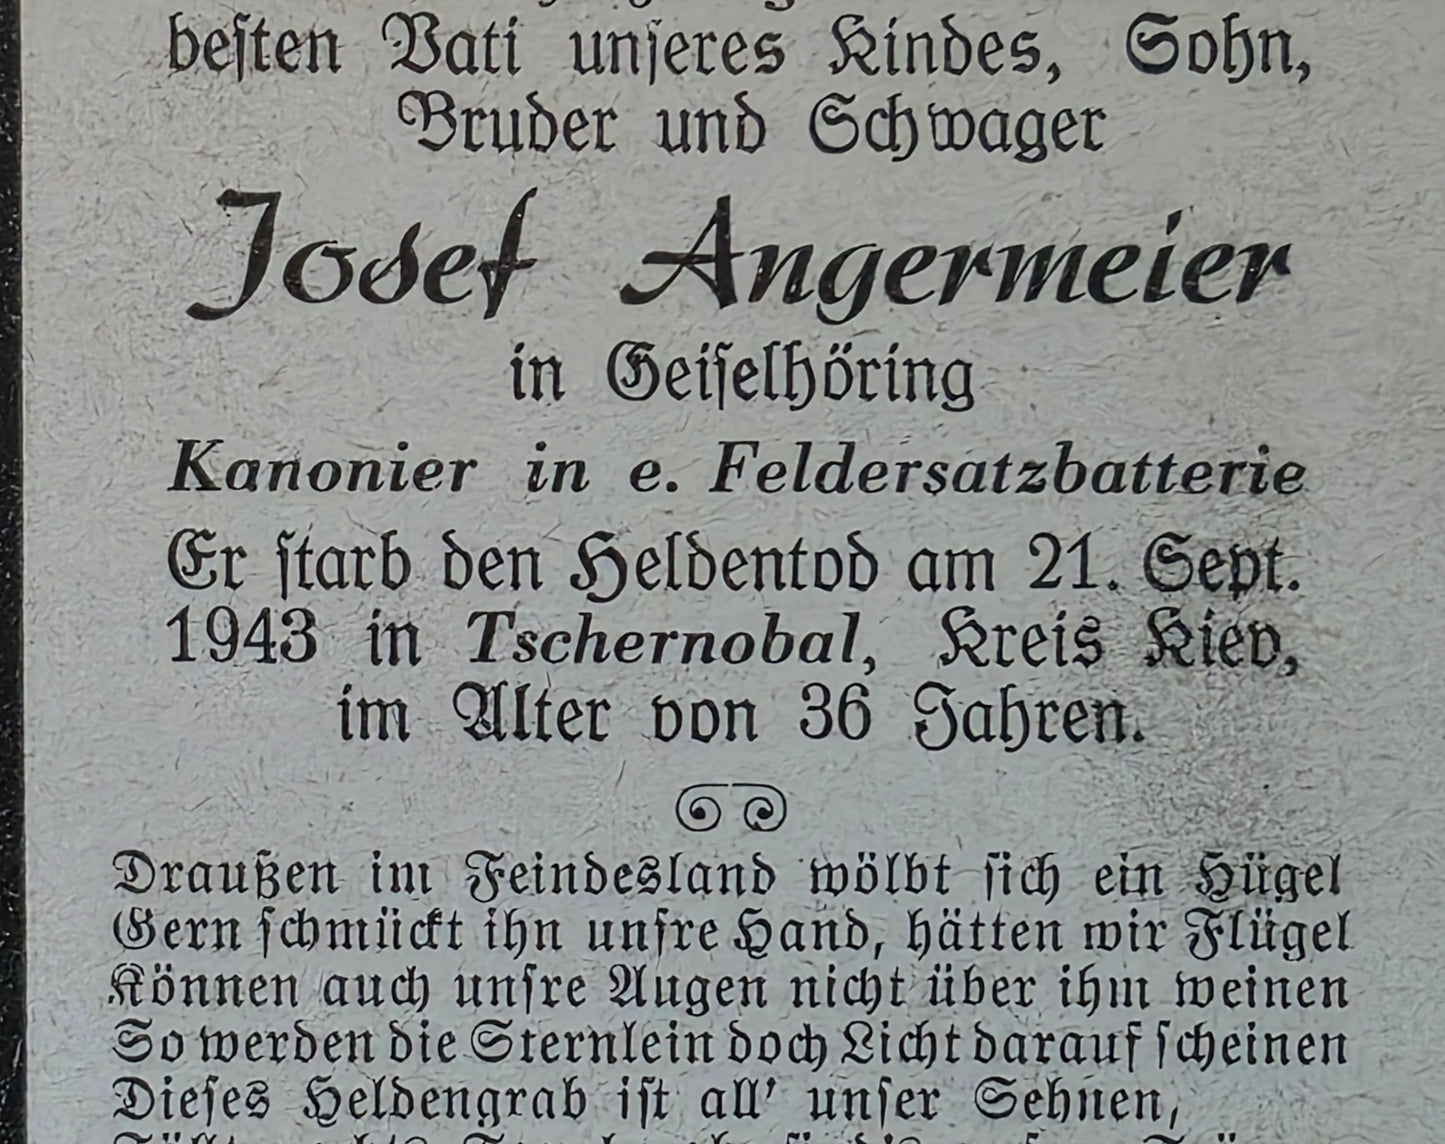 besten Vati unseres Kindes, Sohn,
Bruder und Schwager
Josef Angermeier
in Geiselhöring
Kanonier in e. Feldersatzbatterie
Er starb den Heldentod am 21. Sept.
1943 in Tschernobal, Kreis Kiev,
im Alter von 36 Jahren.
Draußen im Feindesland wölbt sich ein Hügel
Gern schmückt ihn unsre Hand, hätten wir Flügel
Können auch unsre Augen nicht über ihm weinen
So werden die Sternlein doch Licht darauf scheinen
Dieses Heldengrab ist all' unser Sehnen,